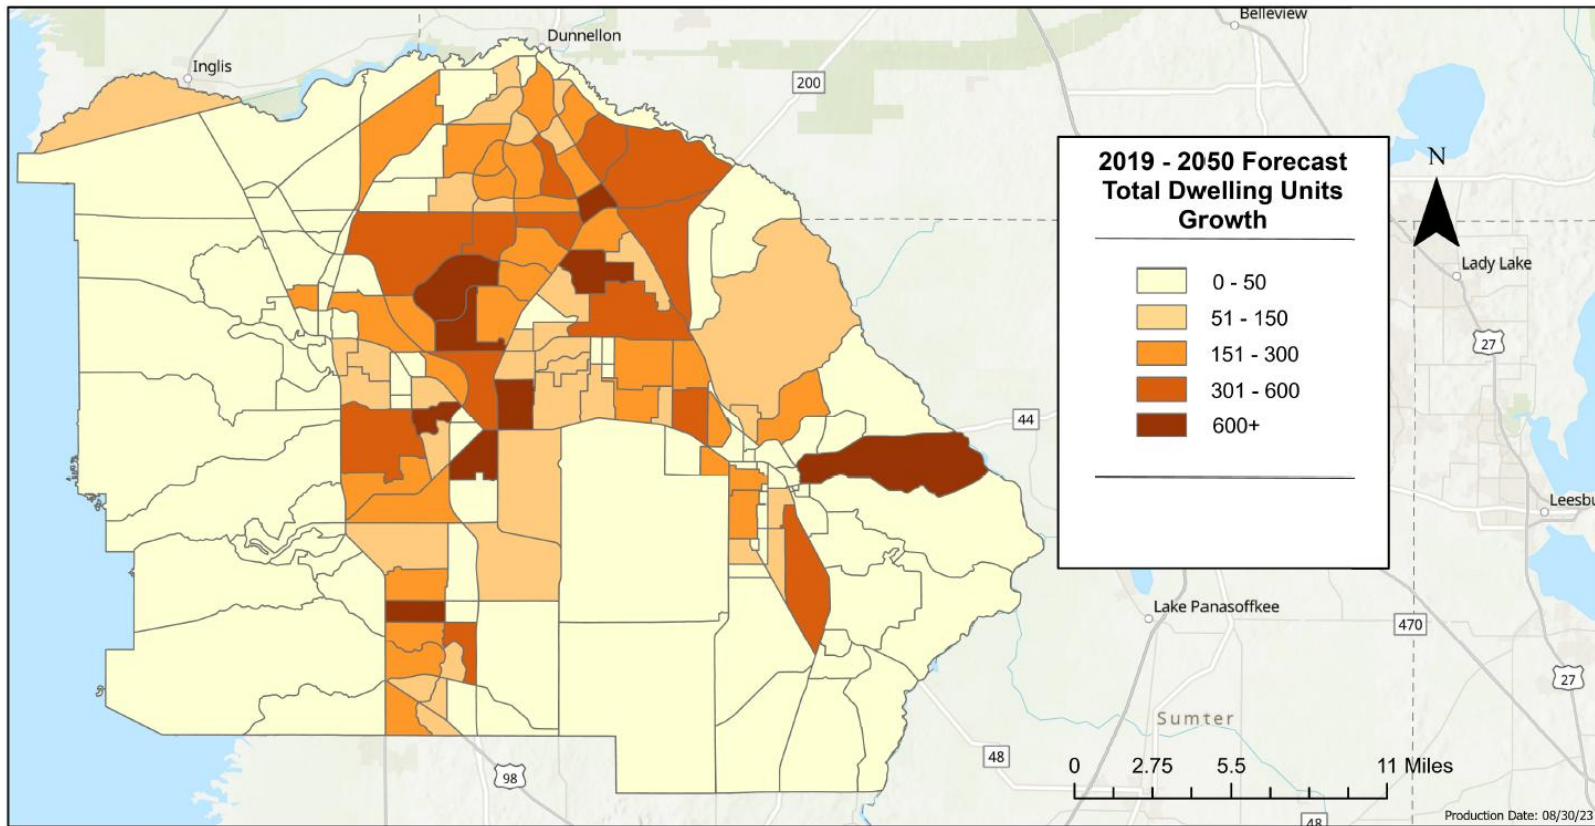 Belleview
Dunnellon
Inglis
200
2019 - 2050 Forecast
Total Dwelling Units
Growth
N
Lady Lake
0 - 50
51 - 150
27
151 - 300
301 - 600
44
600+
Leesbu
Lake Panasoffkee
470
27
Sumter
48
98
0 2.75 5.5 11 Miles
48
Production Date: 08/30/23